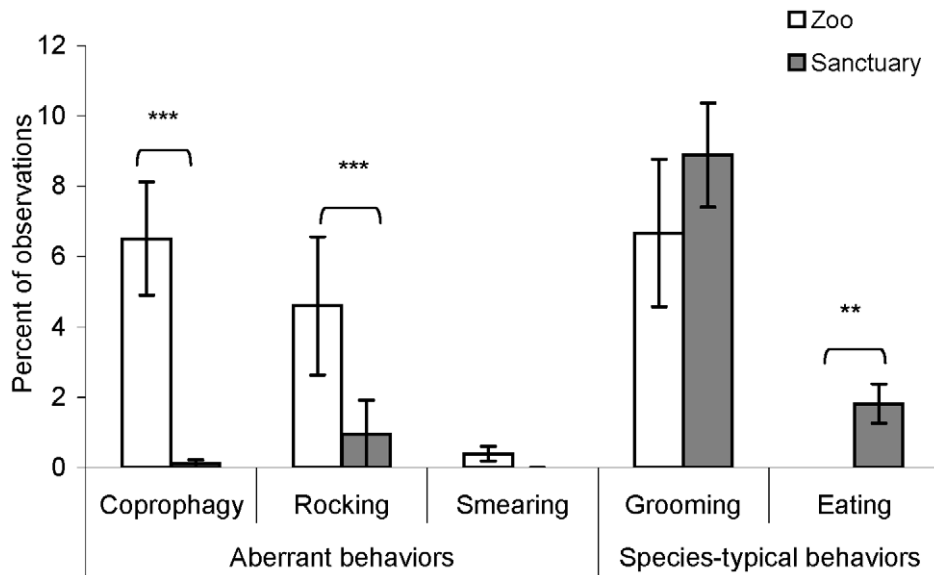 Zoo
Sanctuary
12
10
8
6
4
2
0
Percent of observations
***
***
**
Coprophagy Rocking Smearing Grooming Eating
Aberrant behaviors Species-typical behaviors